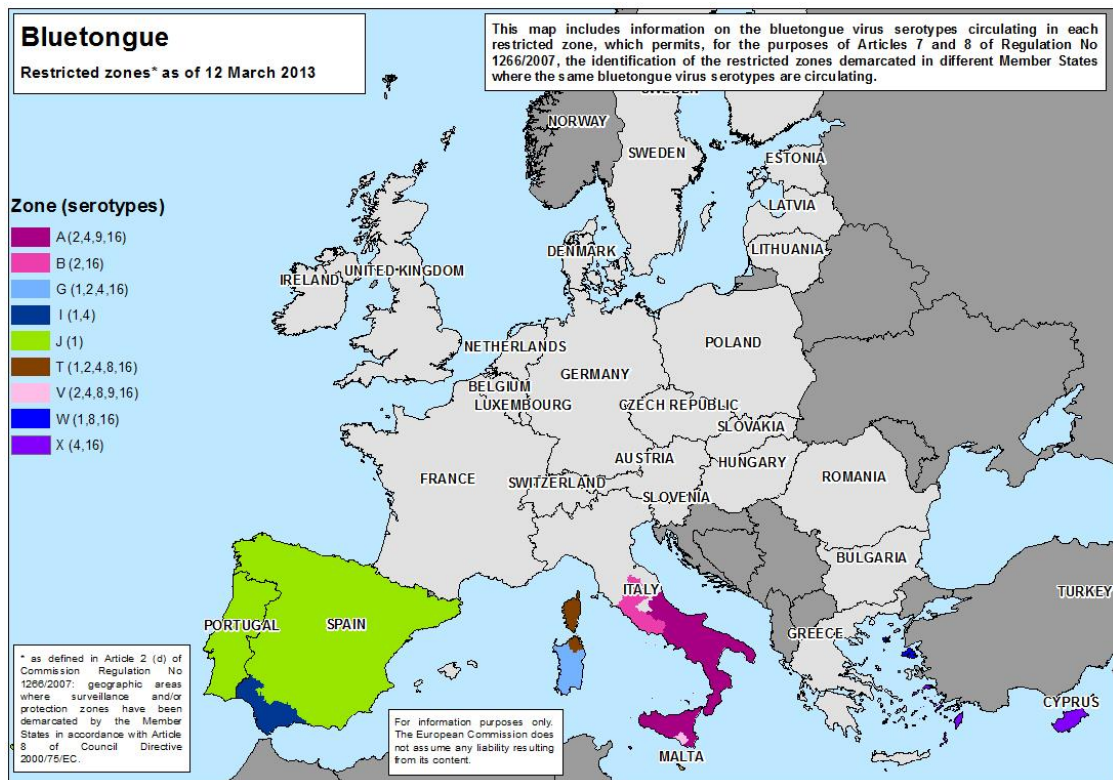 Bluetongue
Restricted zones* as of 12 March 2013
This map includes information on the bluetongue virus serotypes circulating in each
restricted zone, which permits, for the purposes of Articles 7 and 8 of Regulation No
1266/2007, the identification of the restricted zones demarcated in different Member States
where the same bluetongue virus serotypes are circulating.
SWEDEN
NORWAY
SWEDEN
ESTONIA
LATVIA
LITHUANIA
DENMARK
UNITED KINGDOM
IRELAND
Zone (serotypes)
A (2,4,9,16)
B (2,16)
G (1,2,4,16)
I (1,4)
J (1)
T (1,2,4,8,16)
V (2,4,8,9,16)
W (1,8,16)
X (4,16)
NETHERLANDS
POLAND
BELGIUM
GERMANY
LUXEMBOURG
CZECH REPUBLIC
SLOVAKIA
AUSTRIA
HUNGARY
FRANCE
SWITZERLAND
ROMANIA
SLOVENIA
BULGARIA
ITALY
TURKEY
PORTUGAL
SPAIN
GREECE
CYPRUS
MALTA
* as defined in Article 2 (d) of
Commission Regulation No
1266/2007: geographic areas
where surveillance and/or
protection zones have been
demarcated by the Member
States in accordance with Article
8 of Council Directive
2000/75/EC.
For information purposes only.
The European Commission does
not assume any liability resulting
from its content.